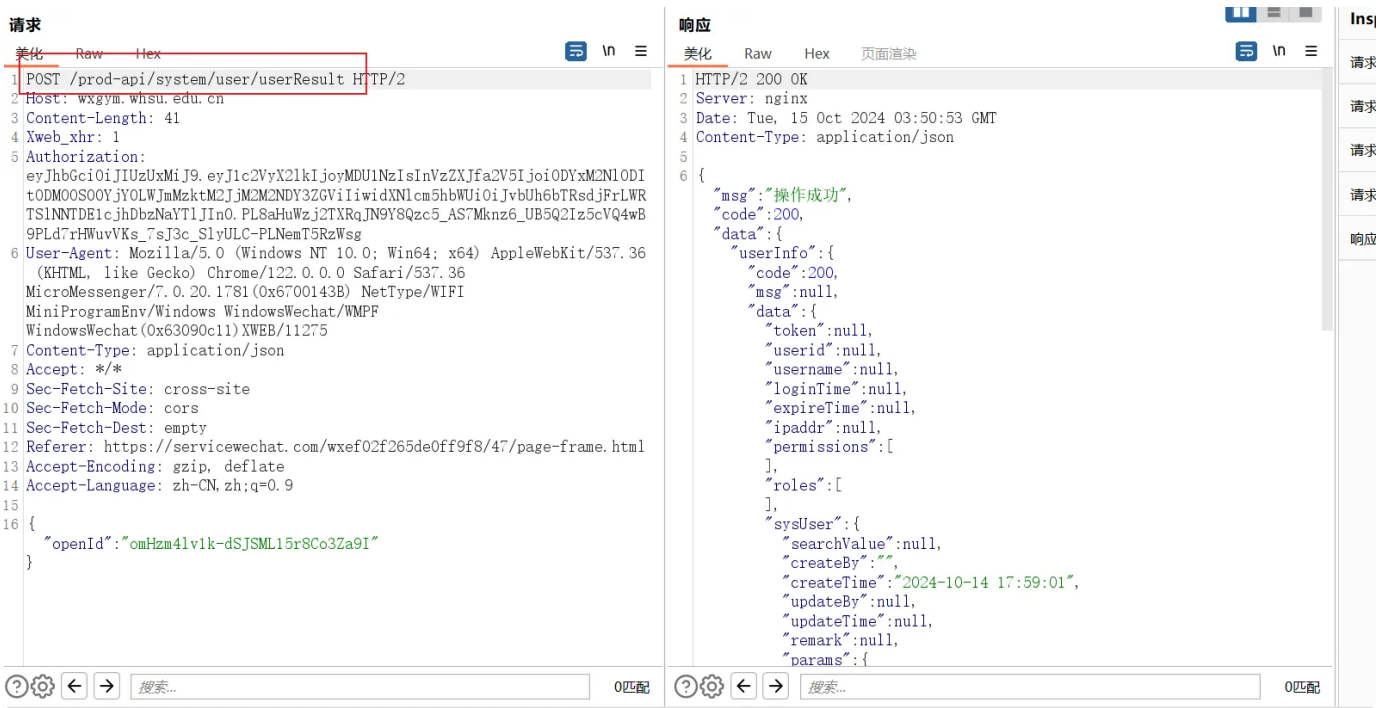 请求
美化 Raw Hex
\n
1 POST /prod-api/system/user/userResult HTTP/2
2 Host: wxgym.whsu.edu.cn
3 Content-Length: 41
4 Xweb_xhr: 1
5 Authorization:
6 User-Agent: Mozilla/5.0 (Windows NT 10.0; Win64; x64) AppleWebKit/537.36
(KHTML, like Gecko) Chrome/122.0.0.0 Safari/537.36
MicroMessenger/7.0.20.1781(0x6700143B) NetType/WIFI
MiniProgramEnv/Windows WindowsWechat/WMPF
WindowsWechat(0x63090c11)XWEB/11275
7 Content-Type: application/json
8 Accept: */*
9 Sec-Fetch-Site: cross-site
10 Sec-Fetch-Mode: cors
11 Sec-Fetch-Dest: empty
12 Referer: https://servicewechat.com/wxef02f265de0ff9f8/47/page-frame.html
13 Accept-Encoding: gzip, deflate
14 Accept-Language: zh-CN,zh;q=0.9
15
16 {
"openId":"omHzm4lv1k-dSJSML15r8Co3Za9I"
}
搜索...
0匹配
响应
美化 Raw Hex 页面渲染
\n
1 HTTP/2 200 OK
2 Server: nginx
3 Date: Tue, 15 Oct 2024 03:50:53 GMT
4 Content-Type: application/json
5
6 {
"msg":"操作成功",
"code":200,
"data":{
"userInfo":{
"code":200,
"msg":null,
"data":{
"token":null,
"userid":null,
"username":null,
"loginTime":null,
"expireTime":null,
"ipaddr":null,
"permissions":[
],
"roles":[
],
"sysUser":{
"searchValue":null,
"createBy":"",
"createTime":"2024-10-14 17:59:01",
"updateBy":null,
"updateTime":null,
"remark":null,
"params":{
搜索...
0匹配
请求
请求
请求
请求
响应